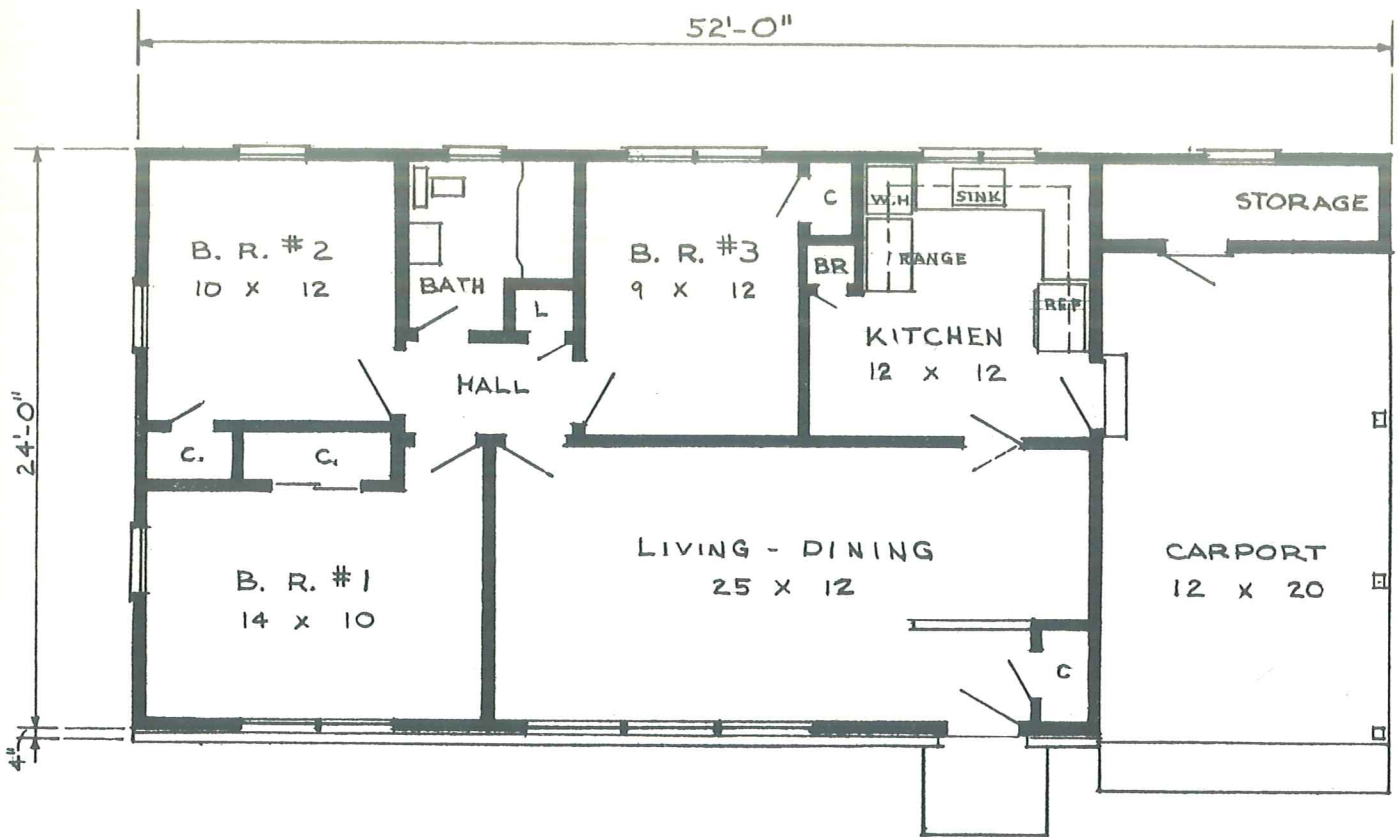 52'-0"
24'-0"
4"
B. R. #2
10 X 12
BATH
L
B. R. #3
9 X 12
C
BR
W.H
SINK
RANGE
REF
KITCHEN
12 X 12
STORAGE
HALL
C.
C.
B. R. #1
14 X 10
LIVING - DINING
25 X 12
C
CARPORT
12 X 20